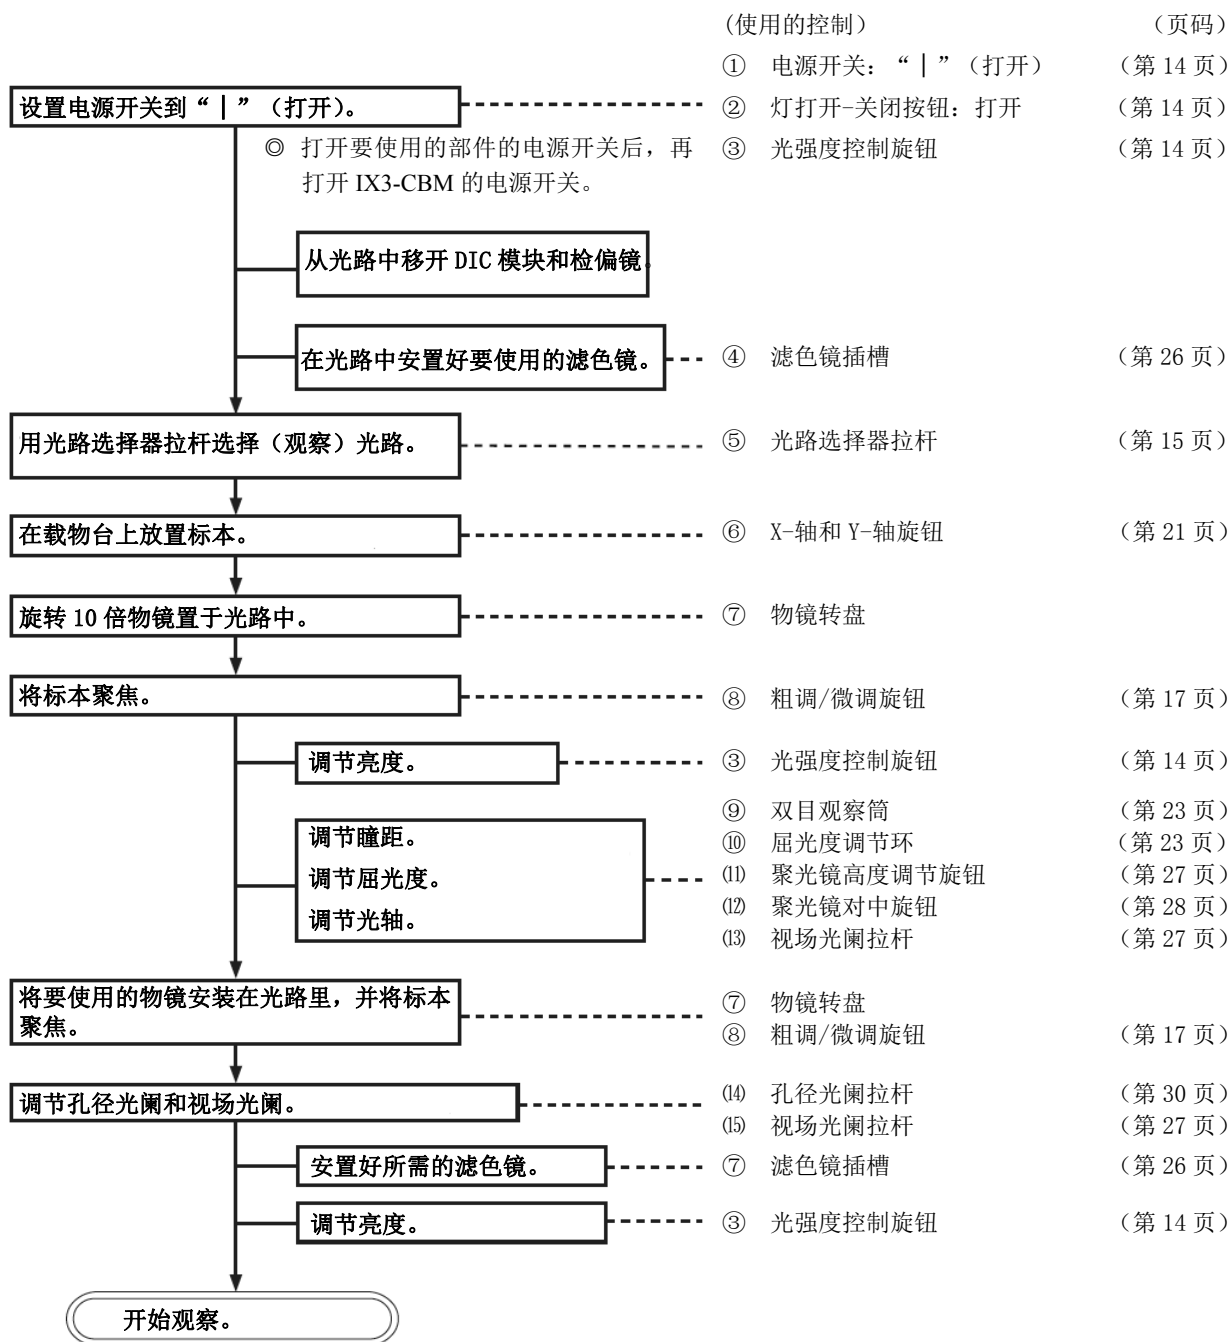 (使用的控制） （页码）
① 电源开关：“┃”（打开） （第 14 页）
设置电源开关到“┃”（打开）。
② 灯打开-关闭按钮：打开 （第 14 页）
◎ 打开要使用的部件的电源开关后，再
打开 IX3-CBM 的电源开关。
③ 光强度控制旋钮 （第 14 页）
从光路中移开 DIC 模块和检偏镜.
在光路中安置好要使用的滤色镜。
④ 滤色镜插槽 （第 26 页）
用光路选择器拉杆选择（观察）光路。
⑤ 光路选择器拉杆 （第 15 页）
在载物台上放置标本。
⑥ X-轴和 Y-轴旋钮 （第 21 页）
旋转 10 倍物镜置于光路中。
⑦ 物镜转盘
将标本聚焦。
⑧ 粗调/微调旋钮 （第 17 页）
调节亮度。
③ 光强度控制旋钮 （第 14 页）
调节瞳距。
调节屈光度。
调节光轴。
⑨ 双目观察筒 （第 23 页）
⑩ 屈光度调节环 （第 23 页）
⑾ 聚光镜高度调节旋钮 （第 27 页）
⑿ 聚光镜对中旋钮 （第 28 页）
⒀ 视场光阑拉杆 （第 27 页）
将要使用的物镜安装在光路里，并将标本
聚焦。
⑦ 物镜转盘
⑧ 粗调/微调旋钮 （第 17 页）
调节孔径光阑和视场光阑。
⒁ 孔径光阑拉杆 （第 30 页）
⒂ 视场光阑拉杆 （第 27 页）
安置好所需的滤色镜。
⑦ 滤色镜插槽 （第 26 页）
调节亮度。
③ 光强度控制旋钮 （第 14 页）
开始观察。